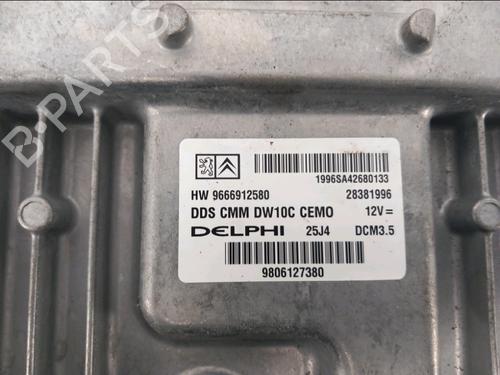 1996SA42680133
HW 9666912580 28381996
DDS CMM DW10C CEMO 12V =
DELPHI 25J4 DCM3.5
9806127380
B-PARTS